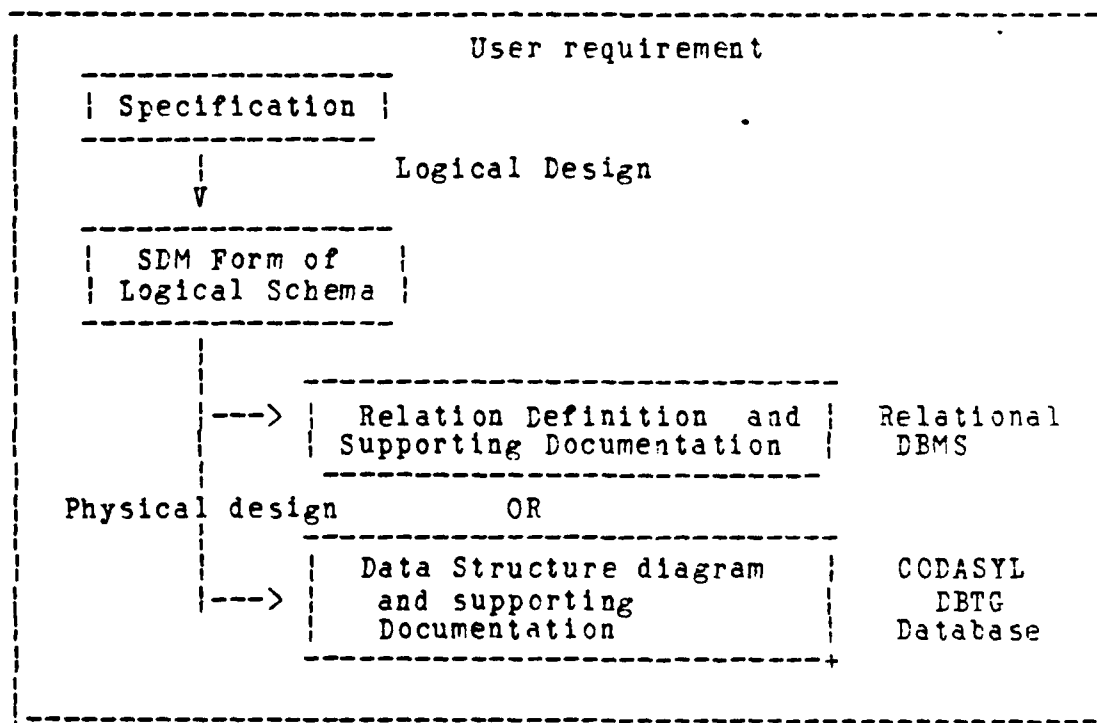 User requirement
Specification
Logical Design
SDM Form of
Logical Schema
Relation Definition and Relational
Supporting Documentation DBMS
Physical design OR
Data Structure diagram CODASYL
and supporting DBTG
Documentation Database